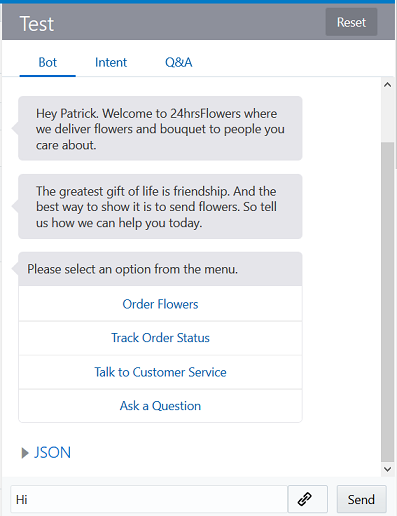 Test
Reset
Bot
Intent
Q&A
Hey Patrick. Welcome to 24hrsFlowers where
we deliver flowers and bouquet to people you
care about.
The greatest gift of life is friendship. And the
best way to show it is to send flowers. So tell
us how we can help you today.
Please select an option from the menu.
Order Flowers
Track Order Status
Talk to Customer Service
Ask a Question
JSON
Hi
Send